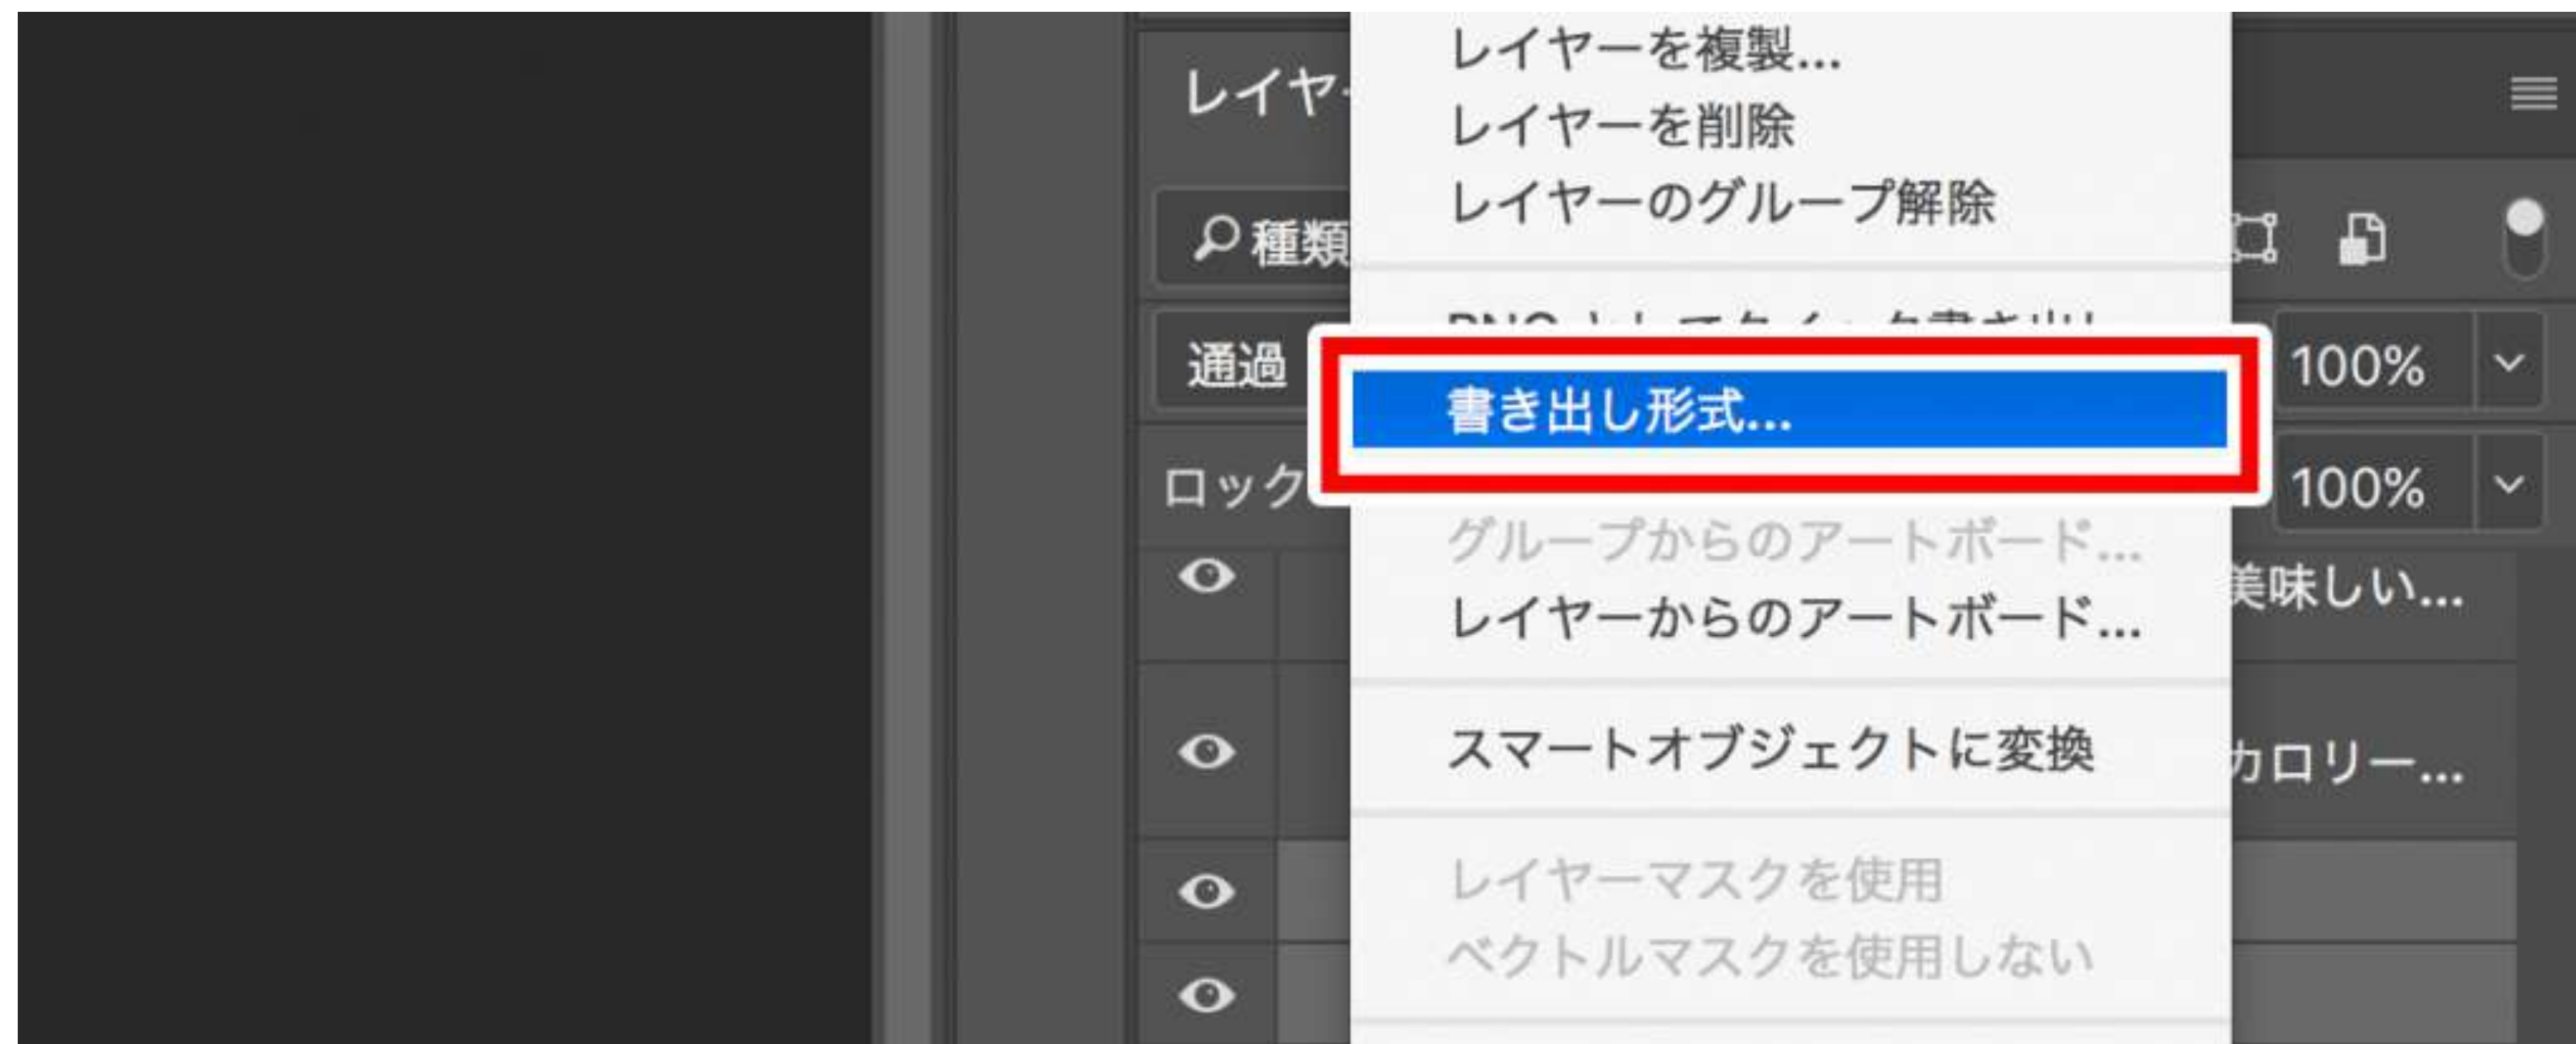 レイヤーを複製...
レイヤーを削除
レイヤーのグループ解除
書き出し形式...
グループからのアートボード...
レイヤーからのアートボード...
スマートオブジェクトに変換
レイヤーマスクを使用
ベクトルマスクを使用しない
レイヤ
種類
通過
100%
ロック
100%
美味しい...
カロリー...